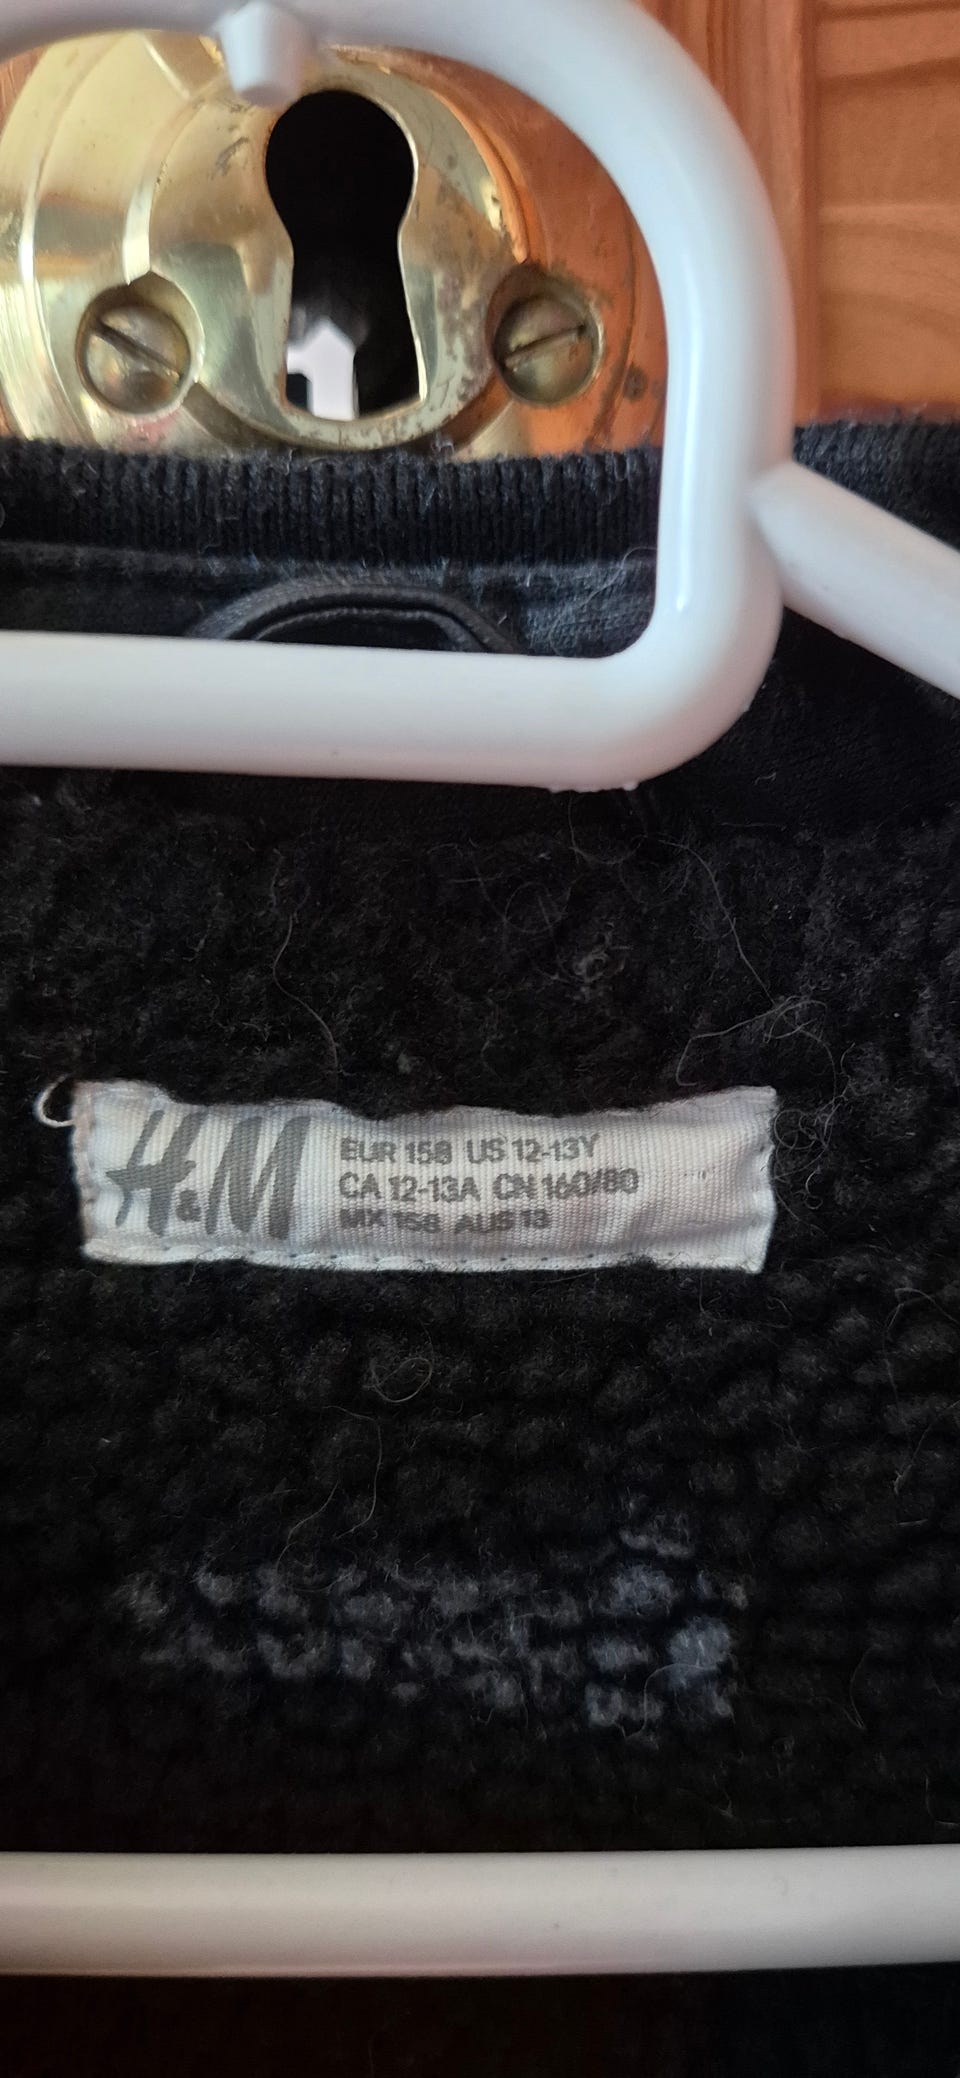 H&M
EUR 158 US 12-13Y
CA 12-13A CN 160/80
MX 158 AUS 13